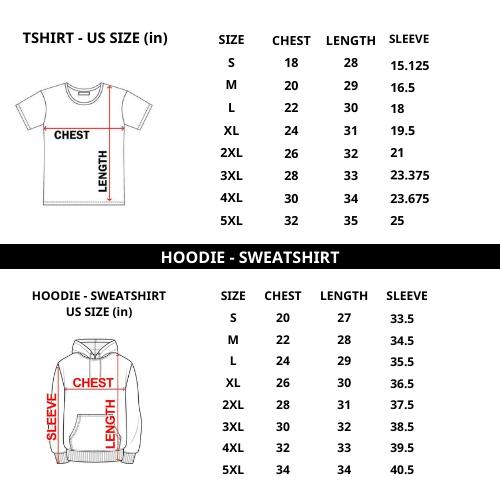 TSHIRT - US SIZE (in)
SIZE CHEST LENGTH SLEEVE
S 18 28 15.125
M 20 29 16.5
L 22 30 18
XL 24 31 19.5
2XL 26 32 21
3XL 28 33 23.375
4XL 30 34 23.675
5XL 32 35 25
CHEST
LENGTH
HOODIE - SWEATSHIRT
HOODIE - SWEATSHIRT
US SIZE (in)
SIZE CHEST LENGTH SLEEVE
S 20 27 33.5
M 22 28 34.5
L 24 29 35.5
XL 26 30 36.5
2XL 28 31 37.5
3XL 30 32 38.5
4XL 32 33 39.5
5XL 34 34 40.5
CHEST
SLEEVE
LENGTH